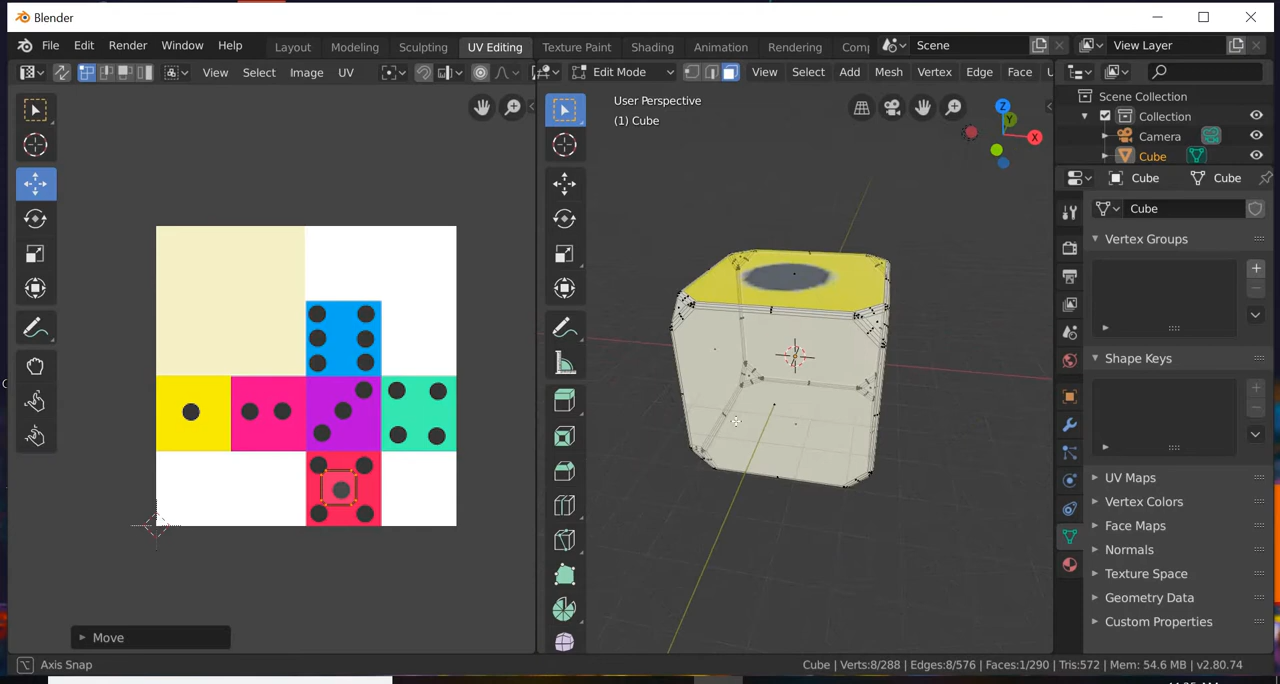 Blender
File Edit Render Window Help Layout Modeling Sculpting UV Editing Texture Paint Shading Animation Rendering Comp Scene View Layer
View Select Image UV Edit Mode View Select Add Mesh Vertex Edge Face U
User Perspective
(1) Cube
Z
Y
X
Scene Collection
Collection
Camera
Cube
Cube Cube
Cube
Vertex Groups
Shape Keys
UV Maps
Vertex Colors
Face Maps
Normals
Texture Space
Geometry Data
Custom Properties
Move
Axis Snap Cube | Verts:8/288 | Edges:8/576 | Faces:1/290 | Tris:572 | Mem: 54.6 MB | v2.80.74